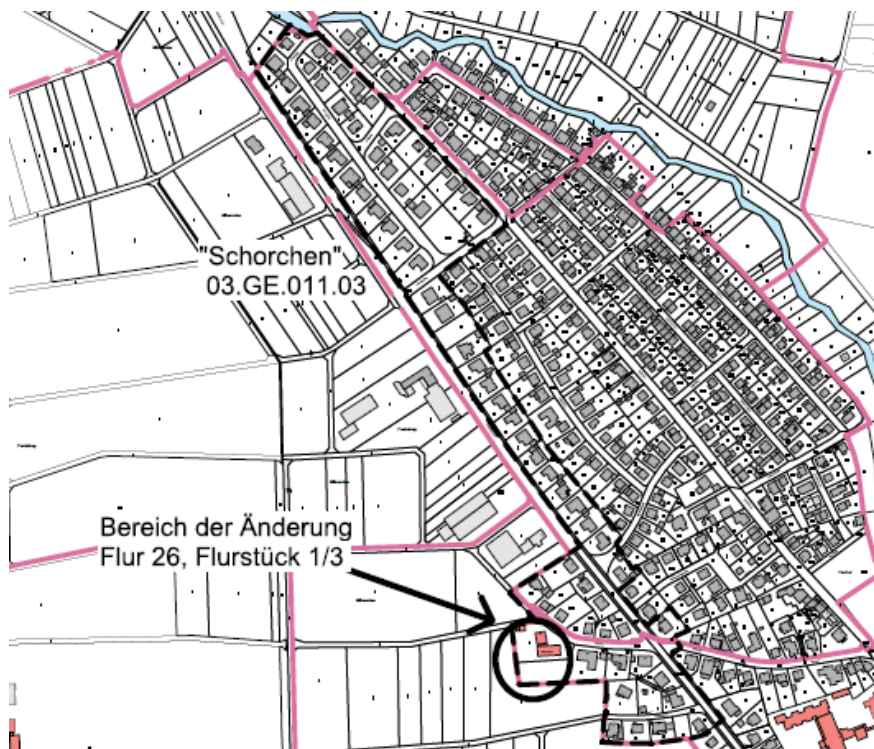 "Schorchen"
03.GE.011.03
Bereich der Änderung
Flur 26, Flurstück 1/3